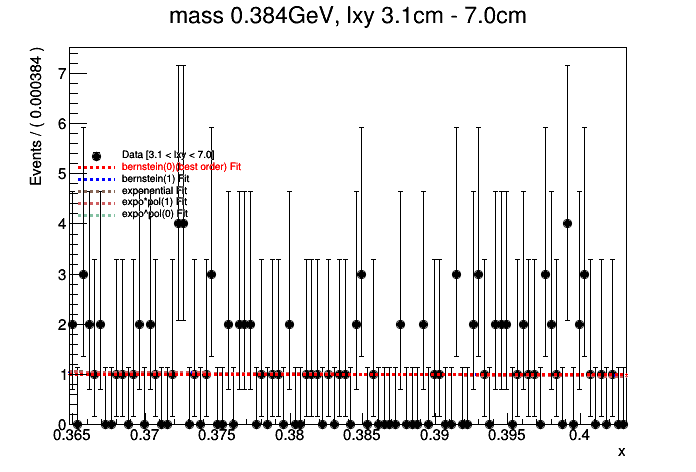 mass 0.384GeV, lxy 3.1cm - 7.0cm
Events / ( 0.000384 )
7
6
5
4
3
2
1
0
Data [3.1 < lxy < 7.0]
bernstein(0)(best order) Fit
bernstein(1) Fit
exponential Fit
expo*pol(1) Fit
expo*pol(0) Fit
0.365 0.37 0.375 0.38 0.385 0.39 0.395 0.4
x